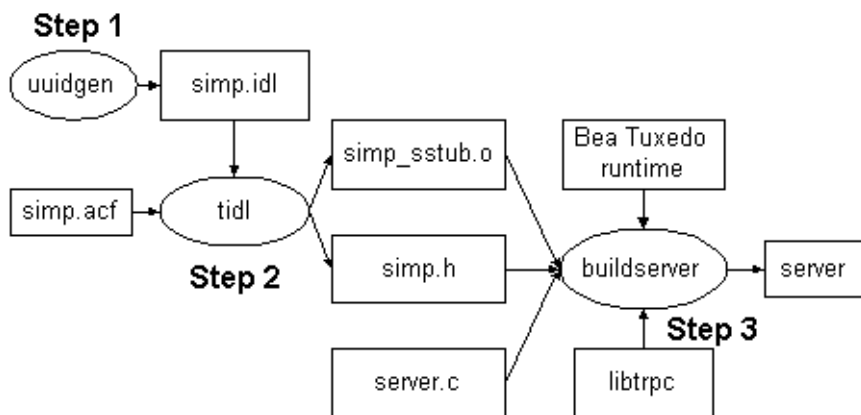 Step 1
uuidgen
simp.idl
simp_sstub.o
Bea Tuxedo
runtime
simp.acf
tidl
Step 2
simp.h
buildserver
server
Step 3
server.c
libtrpc